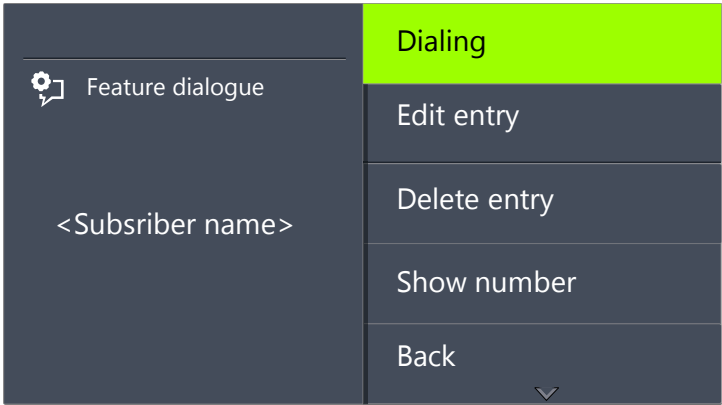 Feature dialogue
<Subsriber name>
Dialing
Edit entry
Delete entry
Show number
Back